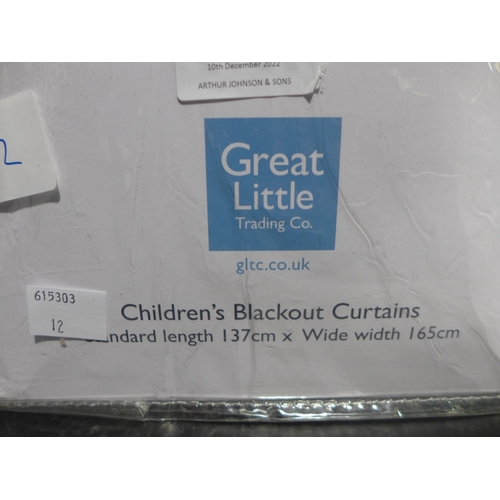 10th December 2022
ARTHUR JOHNSON & SONS
2
Great
Little
Trading Co.
gltc.co.uk
615303
12
Children's Blackout Curtains
Standard length 137cm x Wide width 165cm